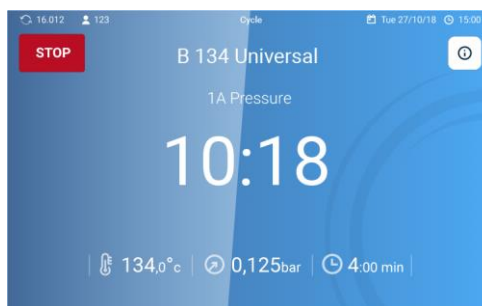 16.012 123 Cycle Tue 27/10/18 15:00
STOP
B 134 Universal
1A Pressure
10:18
134,0°c 0,125bar 4:00 min